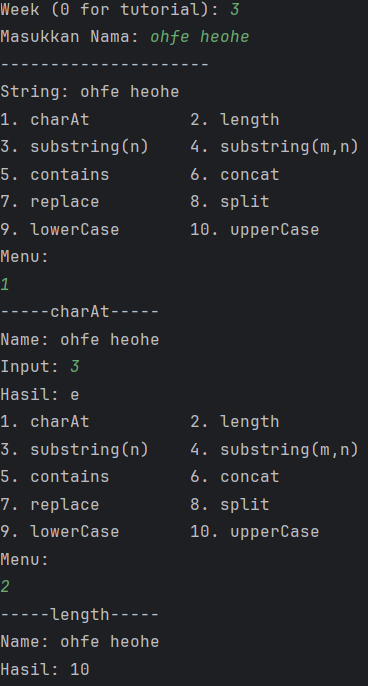 Week (0 for tutorial): 3
Masukkan Nama: ohfe heohe
---------------------
String: ohfe heohe
1. charAt          2. length
3. substring(n)    4. substring(m,n)
5. contains        6. concat
7. replace         8. split
9. lowerCase       10. upperCase
Menu:
1
-----charAt-----
Name: ohfe heohe
Input: 3
Hasil: e
1. charAt          2. length
3. substring(n)    4. substring(m,n)
5. contains        6. concat
7. replace         8. split
9. lowerCase       10. upperCase
Menu:
2
-----length-----
Name: ohfe heohe
Hasil: 10